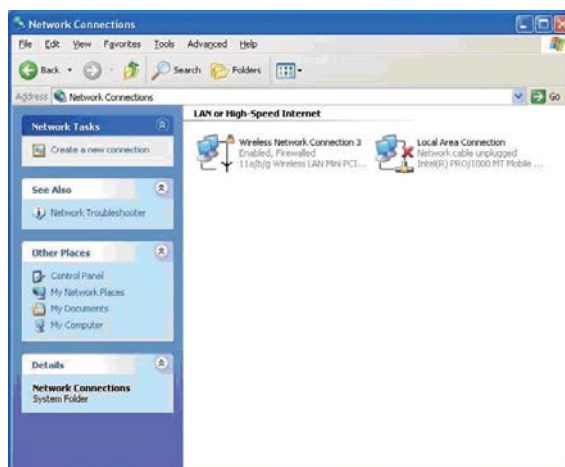 Network Connections
File Edit View Favorites Tools Advanced Help
Back Search Folders
Address Network Connections Go
Network Tasks
Create a new connection
See Also
Network Troubleshooter
Other Places
Control Panel
My Network Places
My Documents
My Computer
Details
Network Connections
System Folder
LAN or High-Speed Internet
Wireless Network Connection 3
Enabled, Firewalled
11a/b/g Wireless LAN Mini PCI...
Local Area Connection
Network cable unplugged
Intel(R) PRO/1000 MT Mobile ...